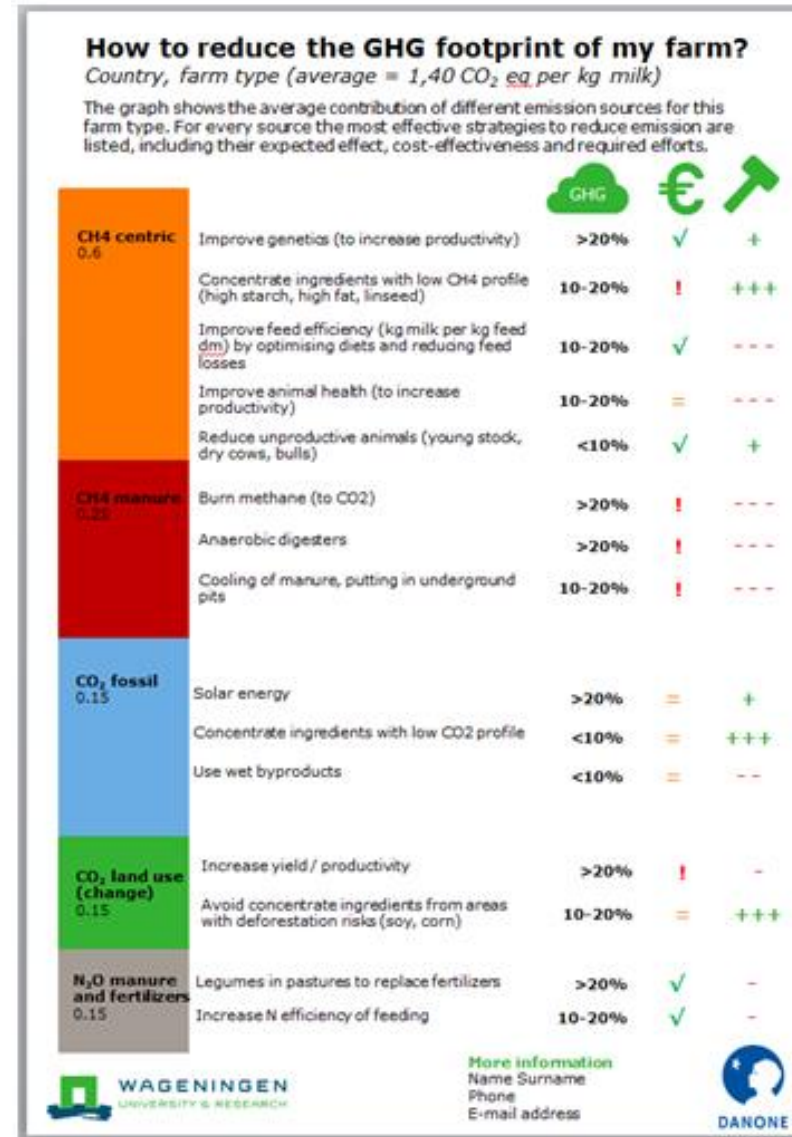 How to reduce the GHG footprint of my farm?
Country, farm type (average = 1,40 CO₂ eq per kg milk)
The graph shows the average contribution of different emission sources for this
farm type. For every source the most effective strategies to reduce emission are
listed, including their expected effect, cost-effectiveness and required efforts.
GHG €
CH4 centric
0.6
Improve genetics (to increase productivity) >20% √ +
Concentrate ingredients with low CH4 profile
(high starch, high fat, linseed) 10-20% ! +++
Improve feed efficiency (kg milk per kg feed
dm) by optimising diets and reducing feed
losses 10-20% √ ---
Improve animal health (to increase
productivity) 10-20% = ---
Reduce unproductive animals (young stock,
dry cows, bulls) <10% √ +
CH4 manure
0.25
Burn methane (to CO2) >20% ! ---
Anaerobic digesters >20% ! ---
Cooling of manure, putting in underground
pits 10-20% ! ---
CO₂ fossil
0.15
Solar energy >20% = +
Concentrate ingredients with low CO2 profile <10% = +++
Use wet byproducts <10% = --
CO₂ land use
(change)
0.15
Increase yield / productivity >20% ! -
Avoid concentrate ingredients from areas
with deforestation risks (soy, corn) 10-20% = +++
N₂O manure
and fertilizers
0.15
Legumes in pastures to replace fertilizers >20% √ -
Increase N efficiency of feeding 10-20% √ -
WAGENINGEN
UNIVERSITY & RESEARCH
More information
Name Surname
Phone
E-mail address
DANONE